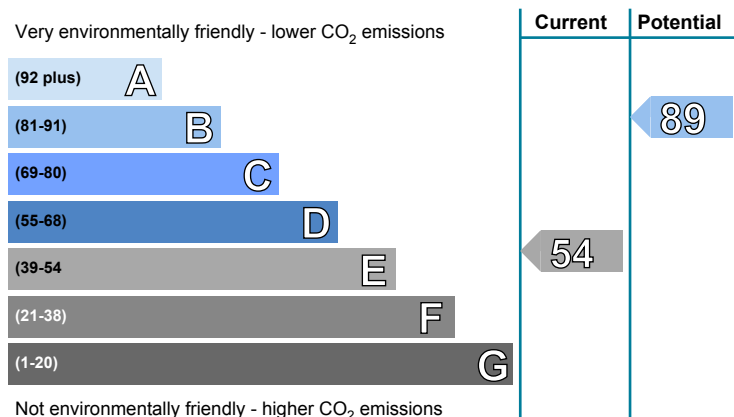 Current Potential
Very environmentally friendly - lower CO2 emissions
(92 plus) A
(81-91) B 89
(69-80) C
(55-68) D
(39-54 E 54
(21-38) F
(1-20) G
Not environmentally friendly - higher CO2 emissions